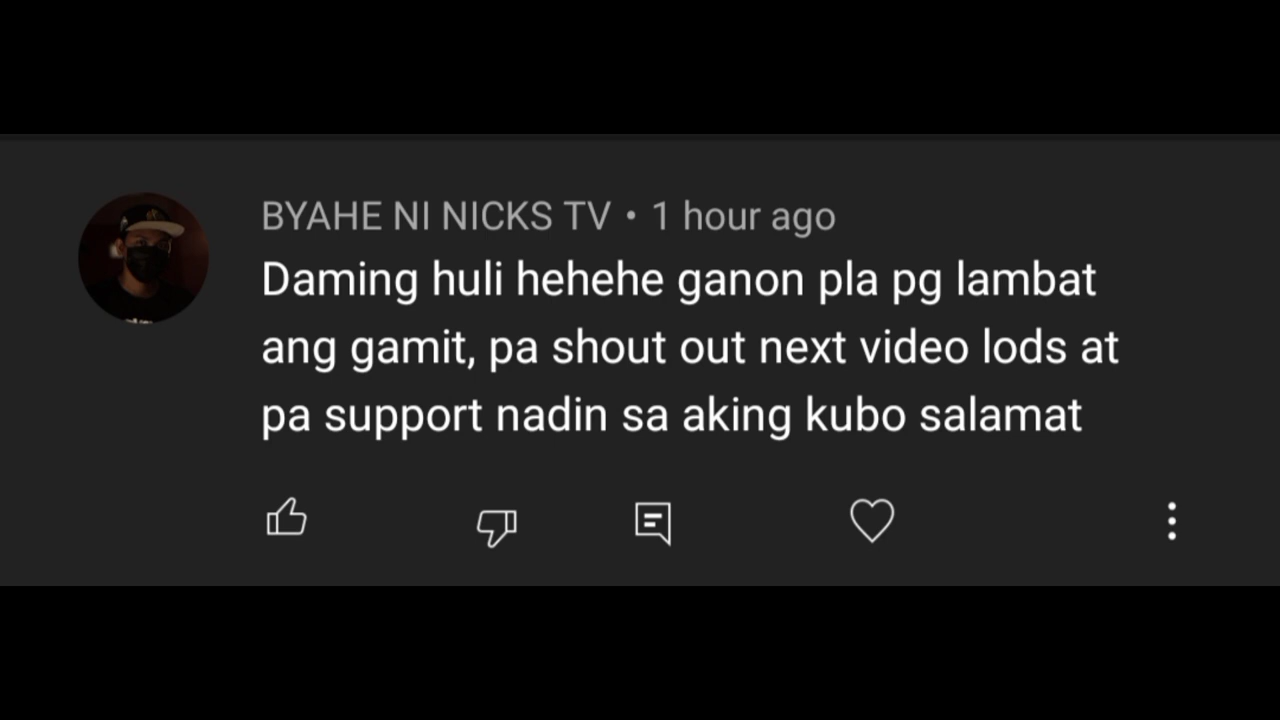 BYAHE NI NICKS TV • 1 hour ago
Daming huli hehehe ganon pla pg lambat
ang gamit, pa shout out next video lods at
pa support nadin sa aking kubo salamat